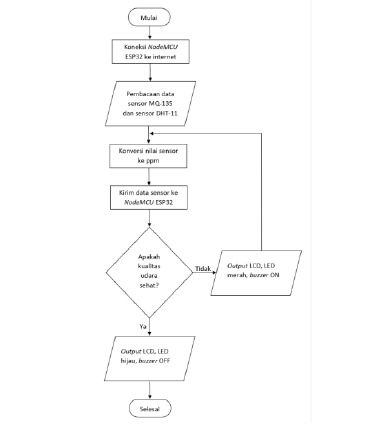 Mulai
Koneksi NodeMCU
ESP32 ke internet
Pembacaan data
sensor MQ-135
dan sensor DHT-11
Konversi nilai sensor
ke ppm
Kirim data sensor ke
NodeMCU ESP32
Apakah
kualitas
udara
sehat?
Tidak
Output LCD, LED
merah, buzzer ON
Ya
Output LCD, LED
hijau, buzzer OFF
Selesai